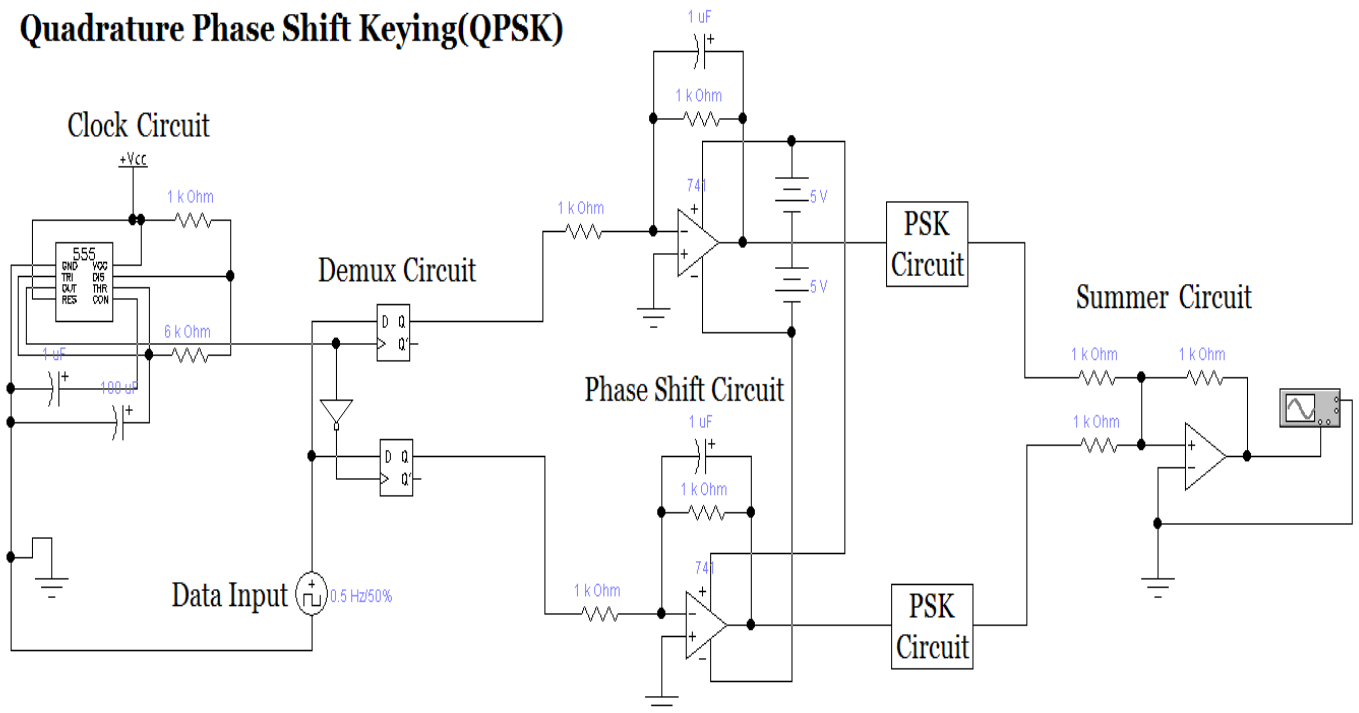 Quadrature Phase Shift Keying(QPSK)
1 uF
1 k Ohm
Clock Circuit
+Vcc
1 k Ohm
741
5 V
1 k Ohm
+
-
+
-
PSK
Circuit
555
GND VCC
TRI DIS
OUT THR
RES CON
Demux Circuit
5 V
Summer Circuit
D Q
Q'
6 k Ohm
1 uF
+
100 uF
+
1 k Ohm
1 k Ohm
Phase Shift Circuit
1 uF
+
1 k Ohm
1 k Ohm
D Q
Q'
+
-
Data Input
+
0.5 Hz/50%
1 k Ohm
741
+
-
+
-
PSK
Circuit